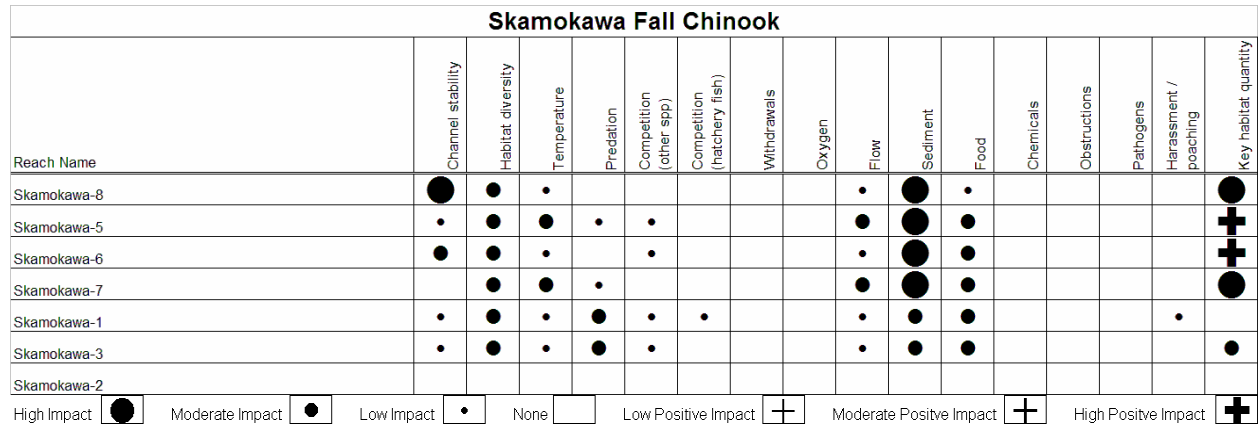 Skamokawa Fall Chinook
Reach Name
Channel stability
Habitat diversity
Temperature
Predation
Competition
(other spp)
Competition
(hatchery fish)
Withdrawals
Oxygen
Flow
Sediment
Food
Chemicals
Obstructions
Pathogens
Harassment /
poaching
Key habitat quantity
Skamokawa-8
Skamokawa-5
Skamokawa-6
Skamokawa-7
Skamokawa-1
Skamokawa-3
Skamokawa-2
High Impact Moderate Impact Low Impact None Low Positive Impact Moderate Positve Impact High Positve Impact